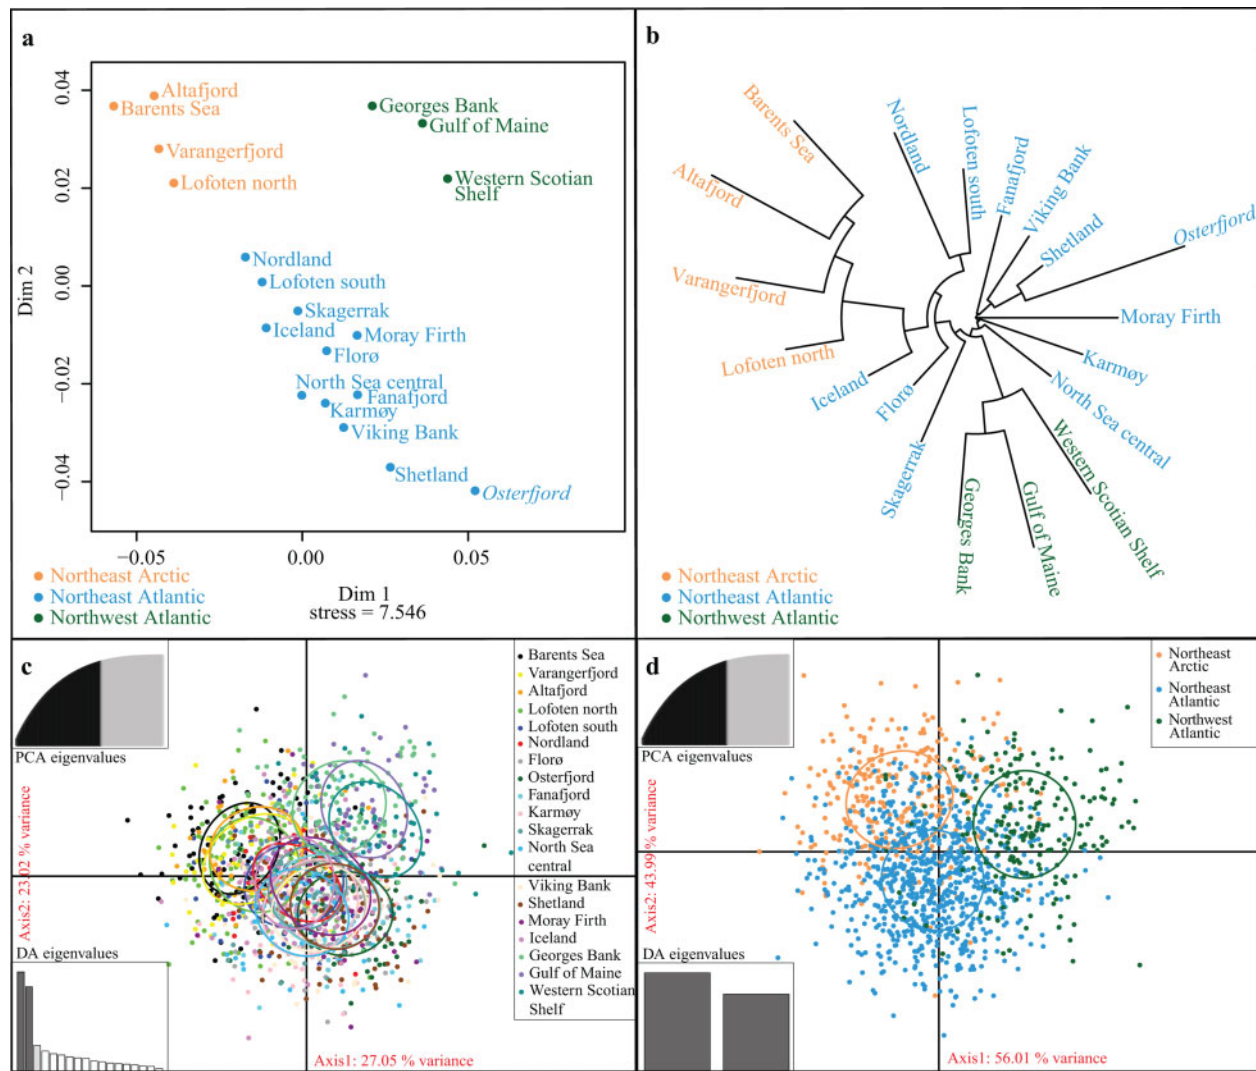 a
Dim 2
0.04
0.02
0.00
−0.02
−0.04
Altafjord
Barents Sea
Varangerfjord
Lofoten north
Georges Bank
Gulf of Maine
Western Scotian
Shelf
Nordland
Lofoten south
Skagerrak
Iceland
Moray Firth
Florø
North Sea central
Fanafjord
Karmøy
Viking Bank
Shetland
Osterfjord
−0.05
0.00
0.05
Dim 1
stress = 7.546
Northeast Arctic
Northeast Atlantic
Northwest Atlantic
b
Barents Sea
Altafjord
Varangerfjord
Lofoten north
Nordland
Lofoten south
Fanafjord
Viking Bank
Shetland
Osterfjord
Moray Firth
Karmøy
North Sea central
Western Scotian Shelf
Gulf of Maine
Georges Bank
Skagerrak
Florø
Iceland
Northeast Arctic
Northeast Atlantic
Northwest Atlantic
c
PCA eigenvalues
Axis2: 23.02 % variance
DA eigenvalues
Axis1: 27.05 % variance
Barents Sea
Varangerfjord
Altafjord
Lofoten north
Lofoten south
Nordland
Florø
Osterfjord
Fanafjord
Karmøy
Skagerrak
North Sea
central
Viking Bank
Shetland
Moray Firth
Iceland
Georges Bank
Gulf of Maine
Western Scotian
Shelf
d
PCA eigenvalues
Axis2: 43.99 % variance
DA eigenvalues
Axis1: 56.01 % variance
Northeast
Arctic
Northeast
Atlantic
Northwest
Atlantic